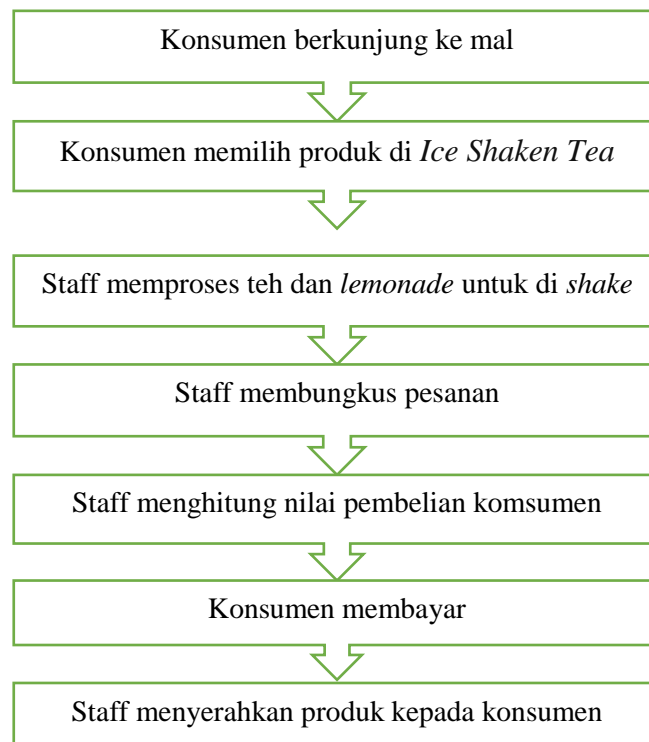 Konsumen berkunjung ke mal
Konsumen memilih produk di Ice Shaken Tea
Staff memproses teh dan lemonade untuk di shake
Staff membungkus pesanan
Staff menghitung nilai pembelian komsumen
Konsumen membayar
Staff menyerahkan produk kepada konsumen